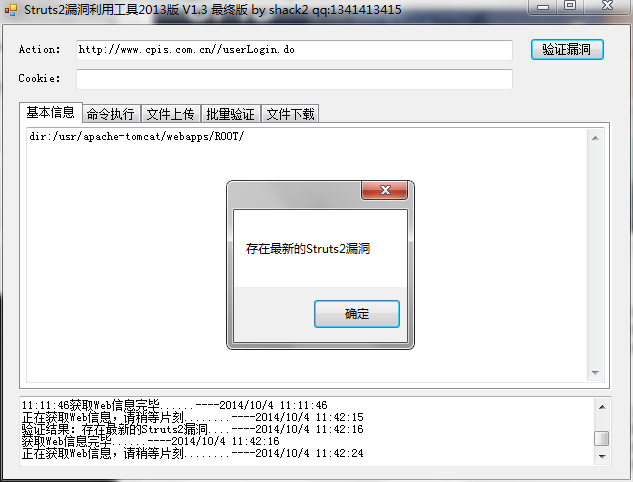 Struts2漏洞利用工具2013版 V1.3 最终版 by shack2 qq:1341413415
Action: http://www.cpis.com.cn//userLogin.do 验证漏洞
Cookie:
基本信息 命令执行 文件上传 批量验证 文件下载
dir:/usr/apache-tomcat/webapps/ROOT/
存在最新的Struts2漏洞
确定
11:11:46获取Web信息完毕......----2014/10/4 11:11:46
正在获取Web信息，请稍等片刻........----2014/10/4 11:42:15
验证结果：存在最新的Struts2漏洞....----2014/10/4 11:42:16
获取Web信息完毕......----2014/10/4 11:42:16
正在获取Web信息，请稍等片刻........----2014/10/4 11:42:24